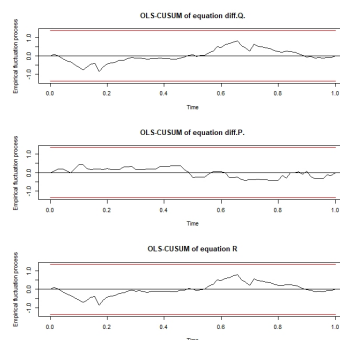 OLS-CUSUM of equation diff.Q.
Empirical fluctuation process
-1.0 0.0 1.0
0.0 0.2 0.4 0.6 0.8 1.0
Time
OLS-CUSUM of equation diff.P.
Empirical fluctuation process
-1.0 0.0 1.0
0.0 0.2 0.4 0.6 0.8 1.0
Time
OLS-CUSUM of equation R
Empirical fluctuation process
-1.0 0.0 1.0
0.0 0.2 0.4 0.6 0.8 1.0
Time